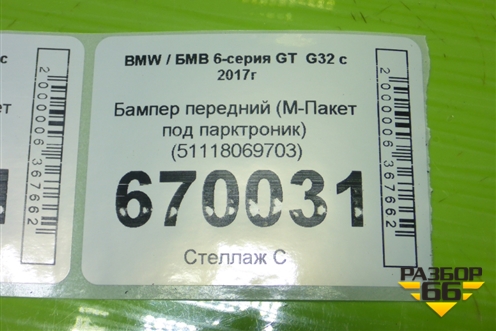 BMW / БМВ 6-серия GT G32 с
2017г
Бампер передний (М-Пакет
под парктроник)
(51118069703)
670031
Стеллаж С
2000006367662
2000006367662
с
кет
РАЗБОР
66